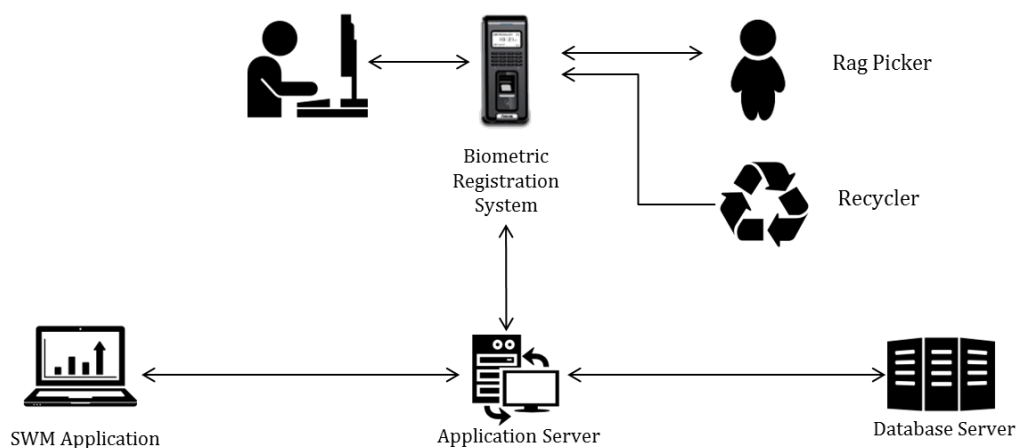 Rag Picker
Biometric
Registration
System
Recycler
SWM Application
Application Server
Database Server